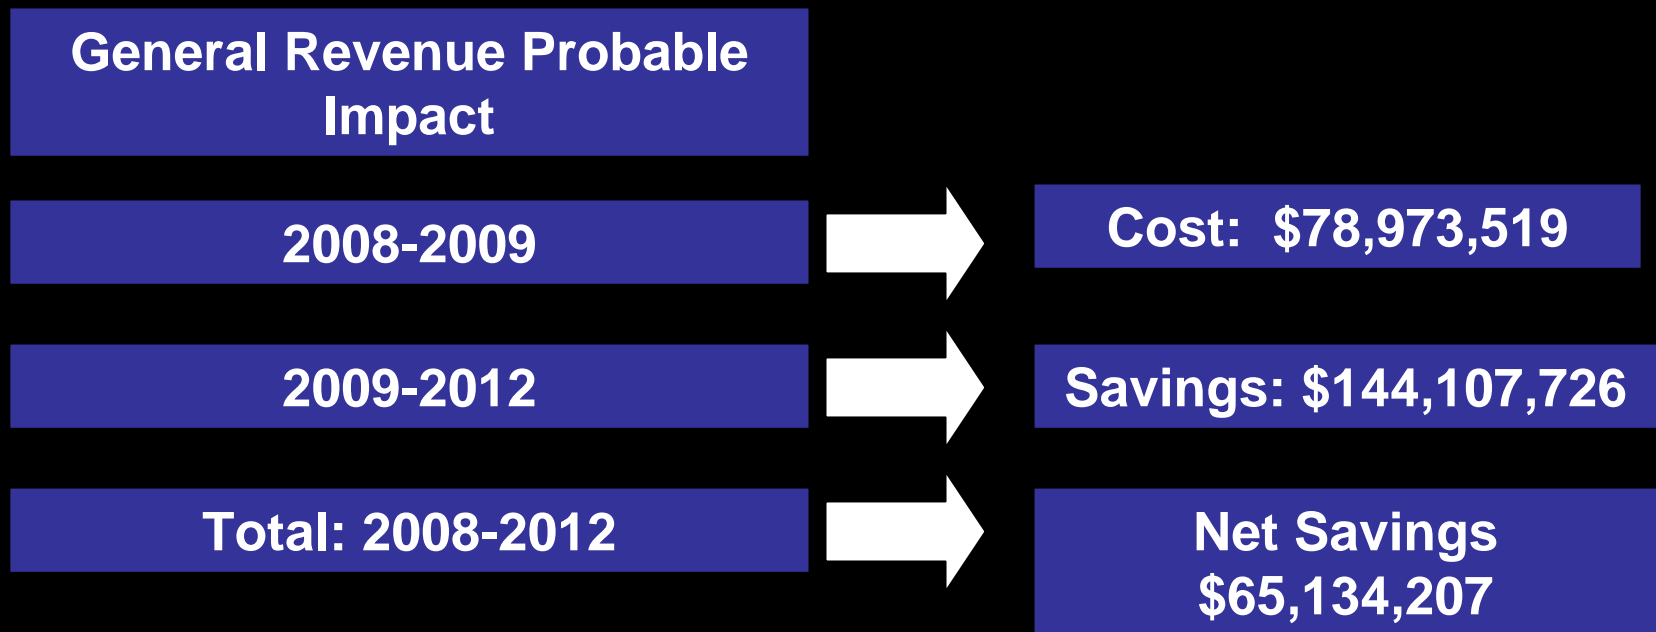 General Revenue Probable
Impact
2008-2009
Cost:  $78,973,519
2009-2012
Savings: $144,107,726
Total: 2008-2012
Net Savings
$65,134,207